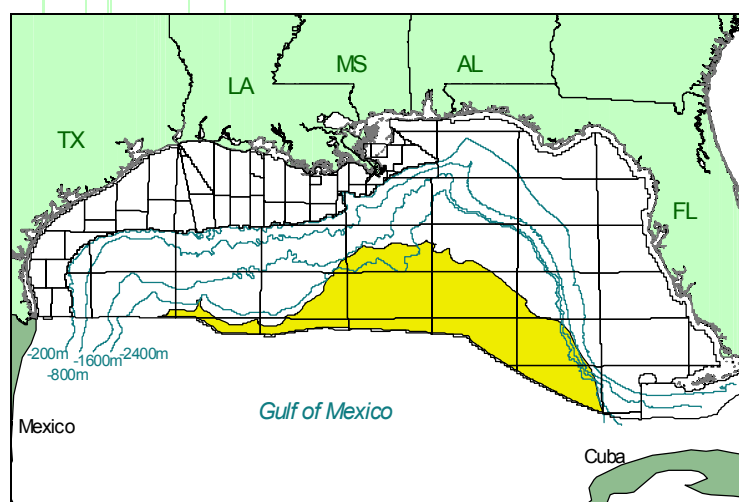 MS
AL
LA
TX
FL
-200m
-1600m
-2400m
-800m
Gulf of Mexico
Mexico
Cuba